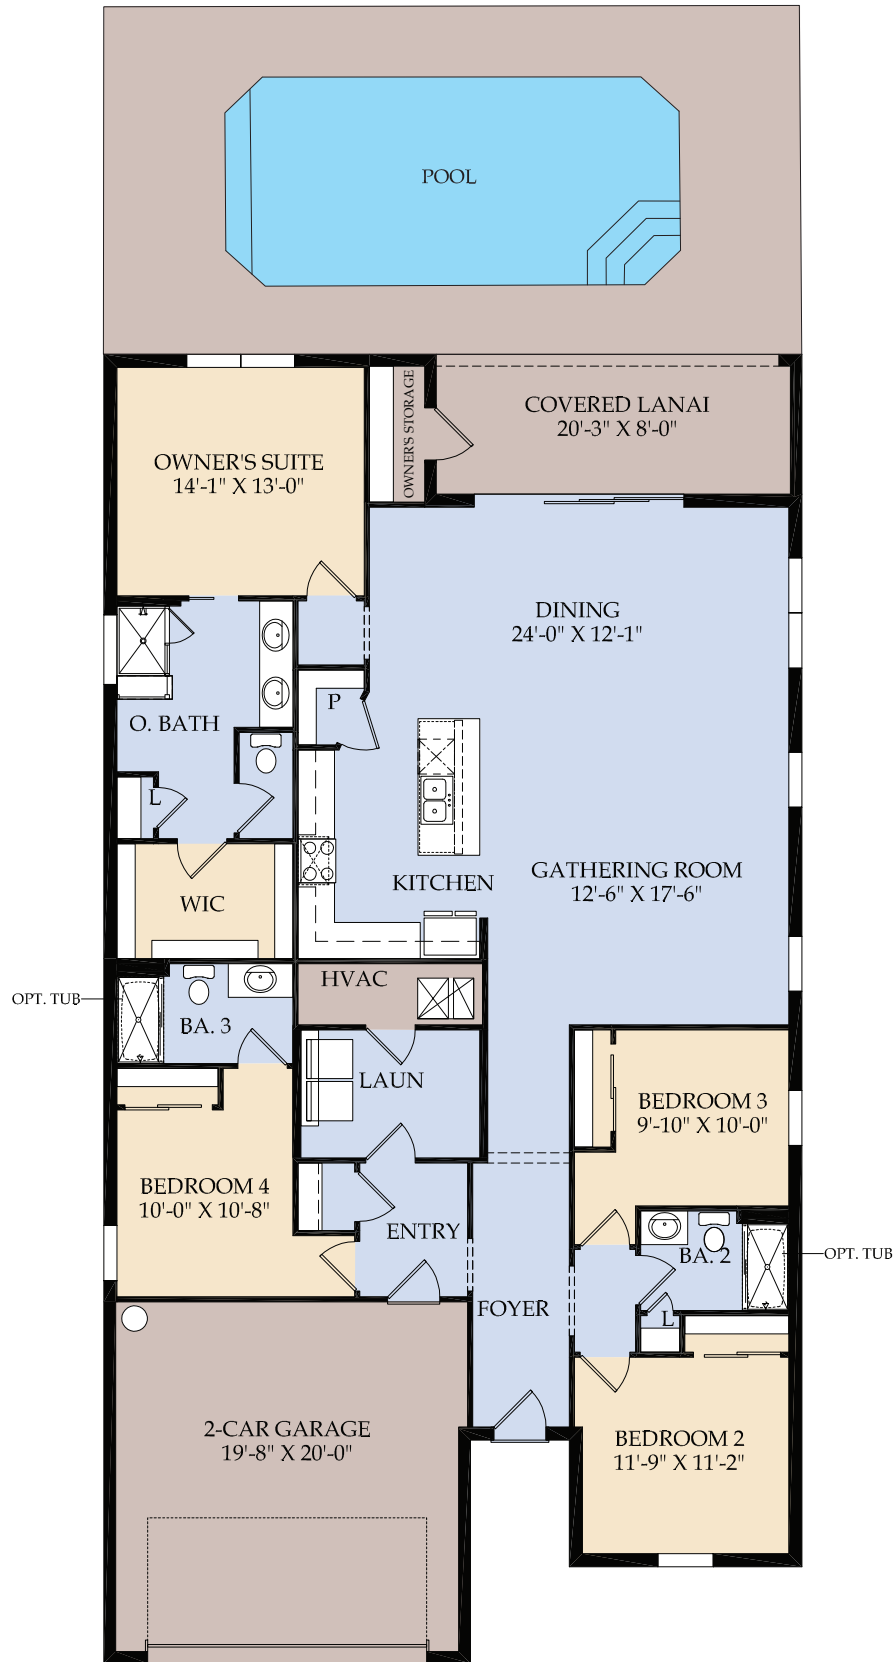 POOL
COVERED LANAI
20'-3" X 8'-0"
OWNER'S STORAGE
OWNER'S SUITE
14'-1" X 13'-0"
DINING
24'-0" X 12'-1"
P
O. BATH
L
KITCHEN
GATHERING ROOM
12'-6" X 17'-6"
WIC
HVAC
OPT. TUB
BA. 3
LAUN
BEDROOM 3
9'-10" X 10'-0"
BEDROOM 4
10'-0" X 10'-8"
ENTRY
BA. 2
OPT. TUB
FOYER
L
2-CAR GARAGE
19'-8" X 20'-0"
BEDROOM 2
11'-9" X 11'-2"